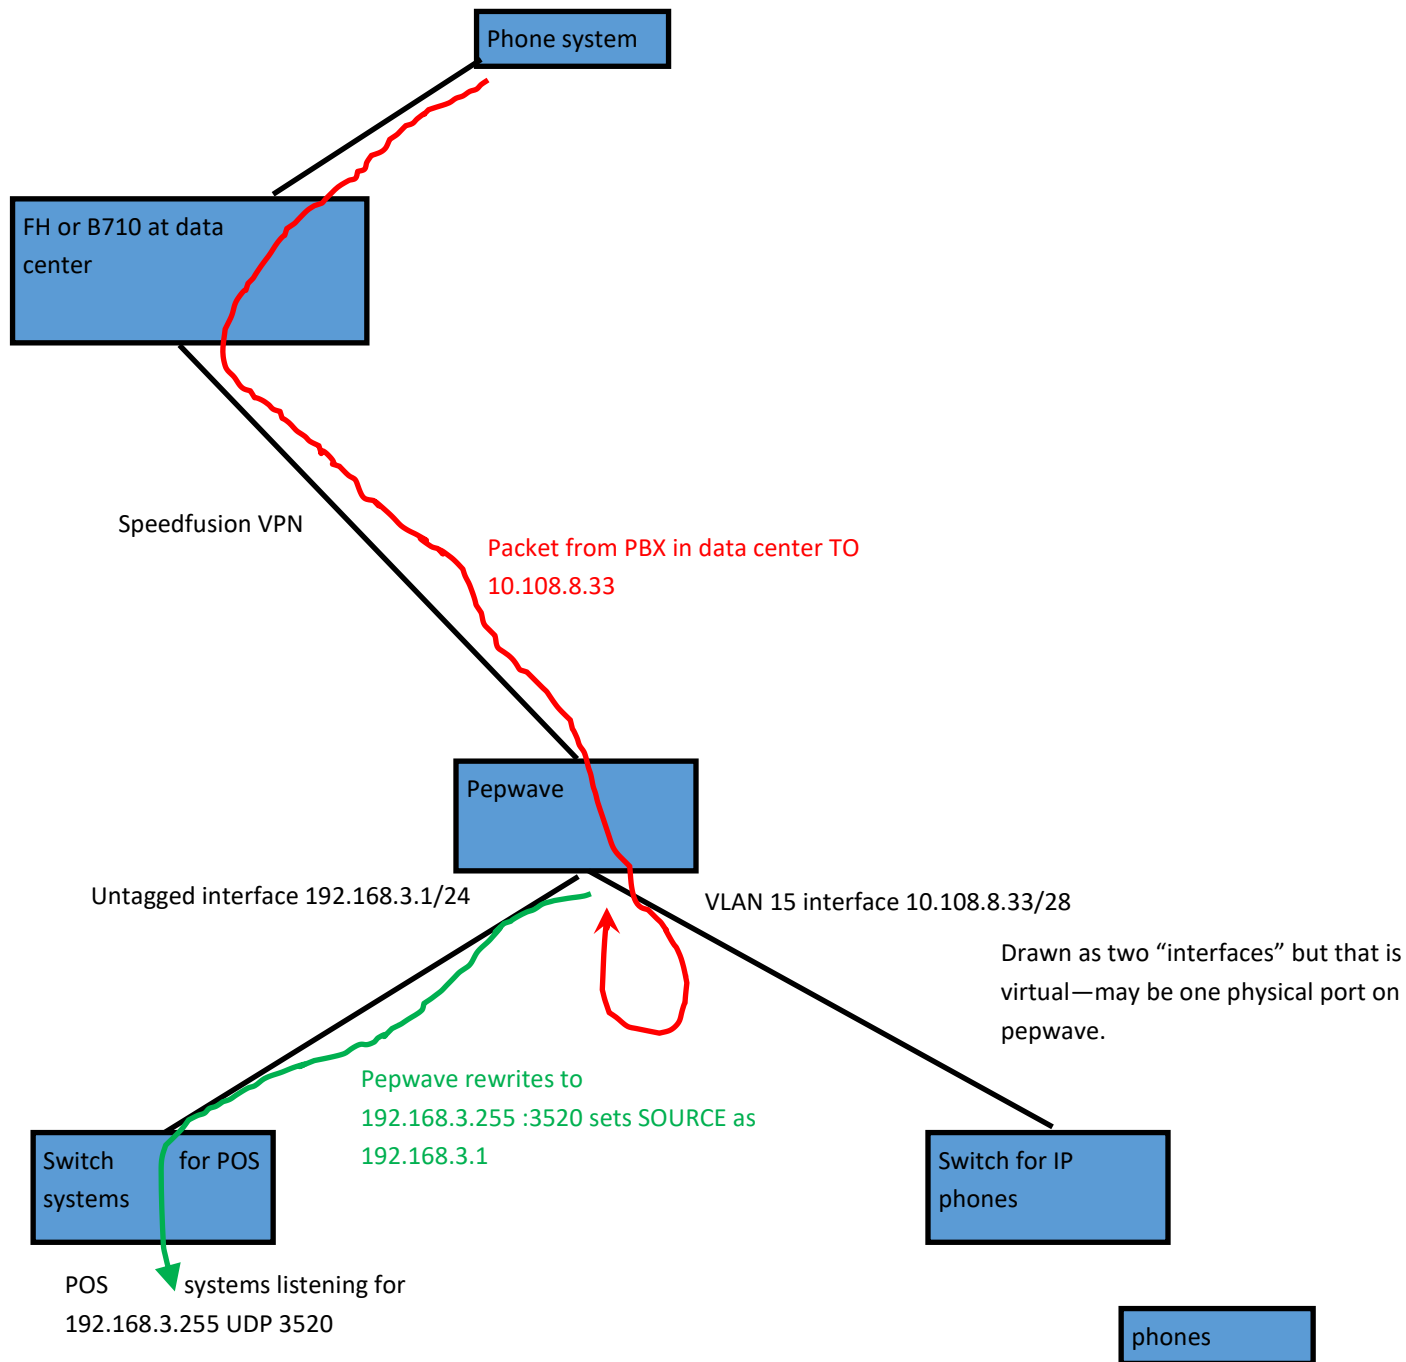 Phone system
FH or B710 at data
center
Speedfusion VPN
Packet from PBX in data center TO
10.108.8.33
Pepwave
Untagged interface 192.168.3.1/24
VLAN 15 interface 10.108.8.33/28
Drawn as two “interfaces” but that is
virtual—may be one physical port on
pepwave.
Pepwave rewrites to
192.168.3.255 :3520 sets SOURCE as
192.168.3.1
Switch for POS
systems
Switch for IP
phones
POS systems listening for
192.168.3.255 UDP 3520
phones